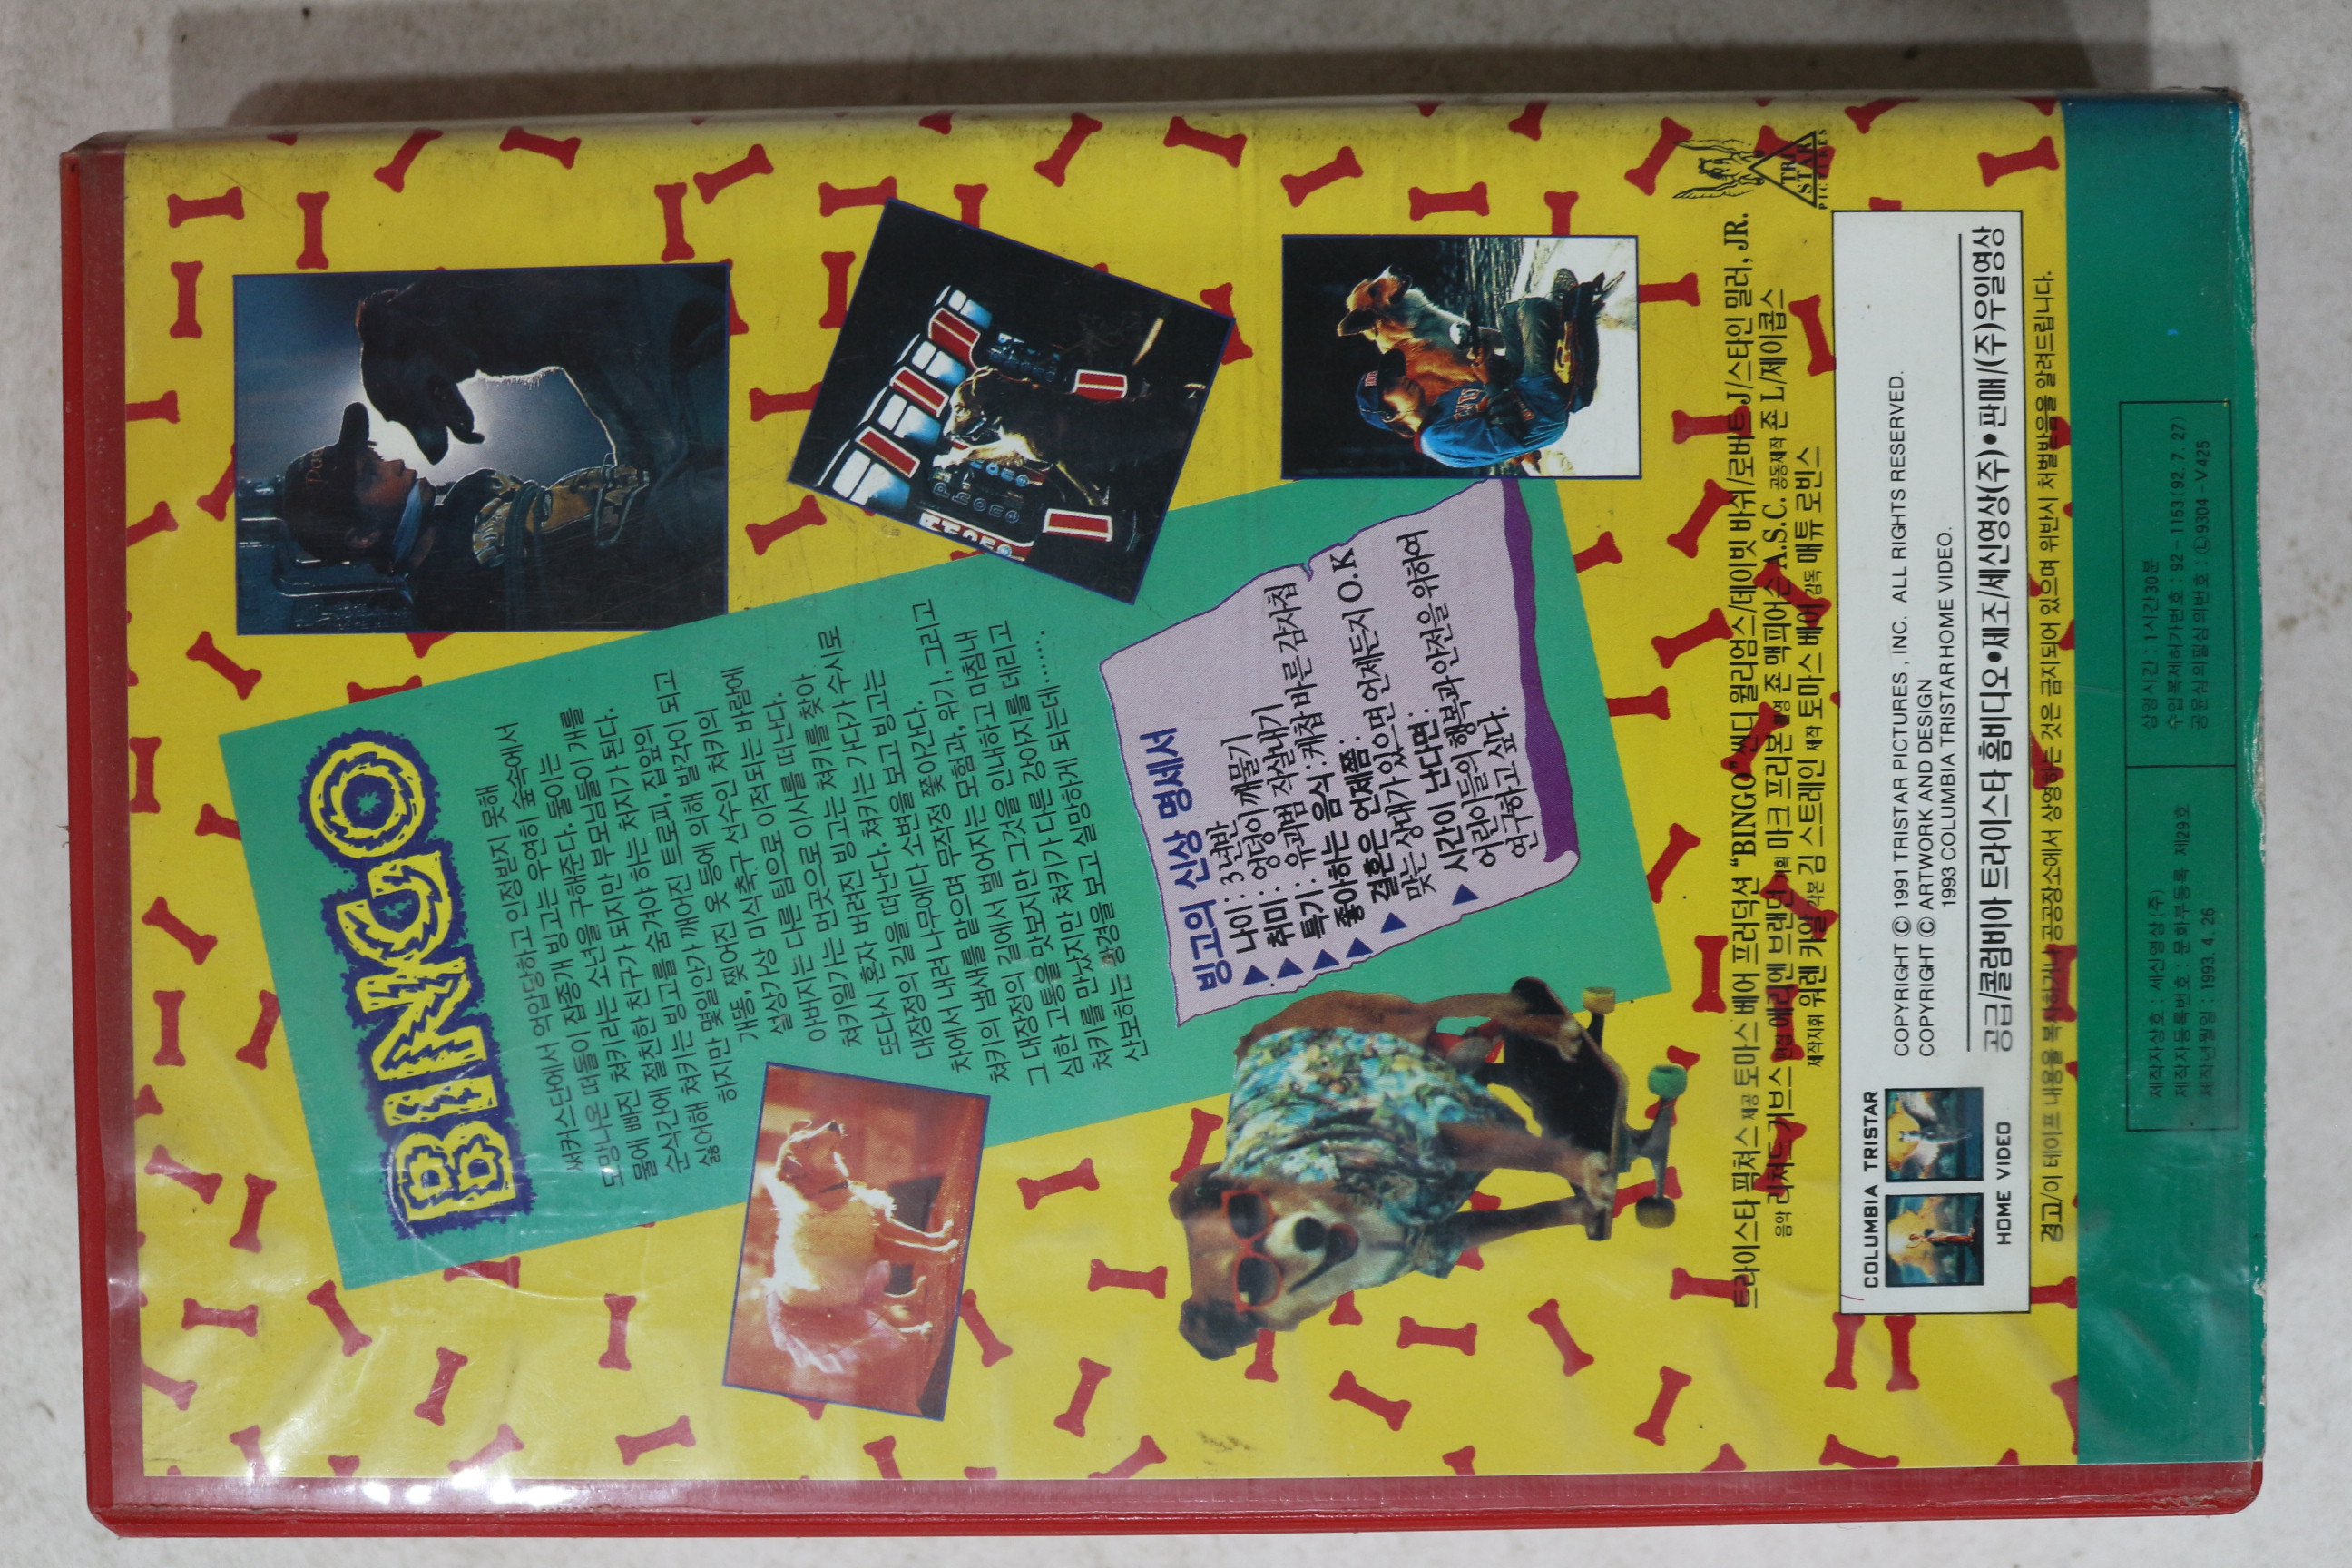 BINGO
써커스단에서 억압당하고 인정받지 못해
도망나온 떠돌이 잡종개 빙고는 우연히 숲속에서
물에 빠진 쳐키라는 소년을 구해준다. 둘이는
순식간에 절친한 친구가 되지만 부모님들이 개를
싫어해 쳐키는 빙고를 숨겨야 하는 처지가 된다.
하지만 몇일안가 깨어진 트로피, 집앞의
개똥, 찢어진 옷 등에 의해 발각이 되고
설상가상 미식축구 선수인 쳐키의
아버지는 다른 팀으로 이적되는 바람에
쳐키일가는 먼곳으로 이사를 떠난다.
또다시 혼자 버려진 빙고는 쳐키를 찾아
대장정의 길을 떠난다. 쳐키는 가다가 수시로
차에서 내려 나무에다 소변을 보고 빙고는
쳐키의 냄새를 맡으며 무작정 쫓아간다.
그 대장정의 길에서 벌어지는 모험과, 위기, 그리고
심한 고통을 맛보지만 그것을 인내하고 마침내
쳐키를 만났지만 쳐키가 다른 강아지를 데리고
산보하는 광경을 보고 실망하게 되는데......
빙고의 신상 명세서
▶ 나이 : 3년반
▶ 취미 : 엉덩이 깨물기
▶ 특기 : 유괴범 작살내기
▶ 좋아하는 음식 : 케찹 바른 감자칩
▶ 결혼은 언제쯤 :
맞는 상대가 있으면 언제든지 O.K
▶ 시간이 난다면 :
어린이들의 행복과 안전을 위하여
연구하고 싶다.
트라이스타 픽쳐스 제공 토마스 베어 프러덕션 "BINGO" 씬디 윌리엄스/데이빗 바쉬/로버트 J/스타인 밀러, JR.
음악 리처드 기브스 편집 에리엔 브랜던 기획 마크 프리본 촬영 죤 맥피어슨 A.S.C. 공동제작 죤 L/제이콥스
제작지휘 워렌 카일 각본 김 스트레인 제작 토마스 베어 감독 매튜 로빈스
TRI STAR
PICTURES
COLUMBIA TRISTAR
HOME VIDEO
COPYRIGHT © 1991 TRISTAR PICTURES, INC. ALL RIGHTS RESERVED.
COPYRIGHT © ARTWORK AND DESIGN
1993 COLUMBIA TRISTAR HOME VIDEO.
공급/콜럼비아 트라이스타 홈비디오•제조/세신영상(주)•판매/(주)우일영상
경고/이 테이프 내용을 복사하거나 공공장소에서 상영하는 것은 금지되어 있으며 위반시 처벌받음을 알려드립니다.
제작자상호 : 세신영상(주)
제작자등록번호 : 문화부등록 제29호
제작년월일 : 1993. 4. 26
상영시간 : 1시간30분
수입복제허가번호 : 92-1153 (92. 7. 27)
공윤심의필심의번호 : Ⓛ9304-V425